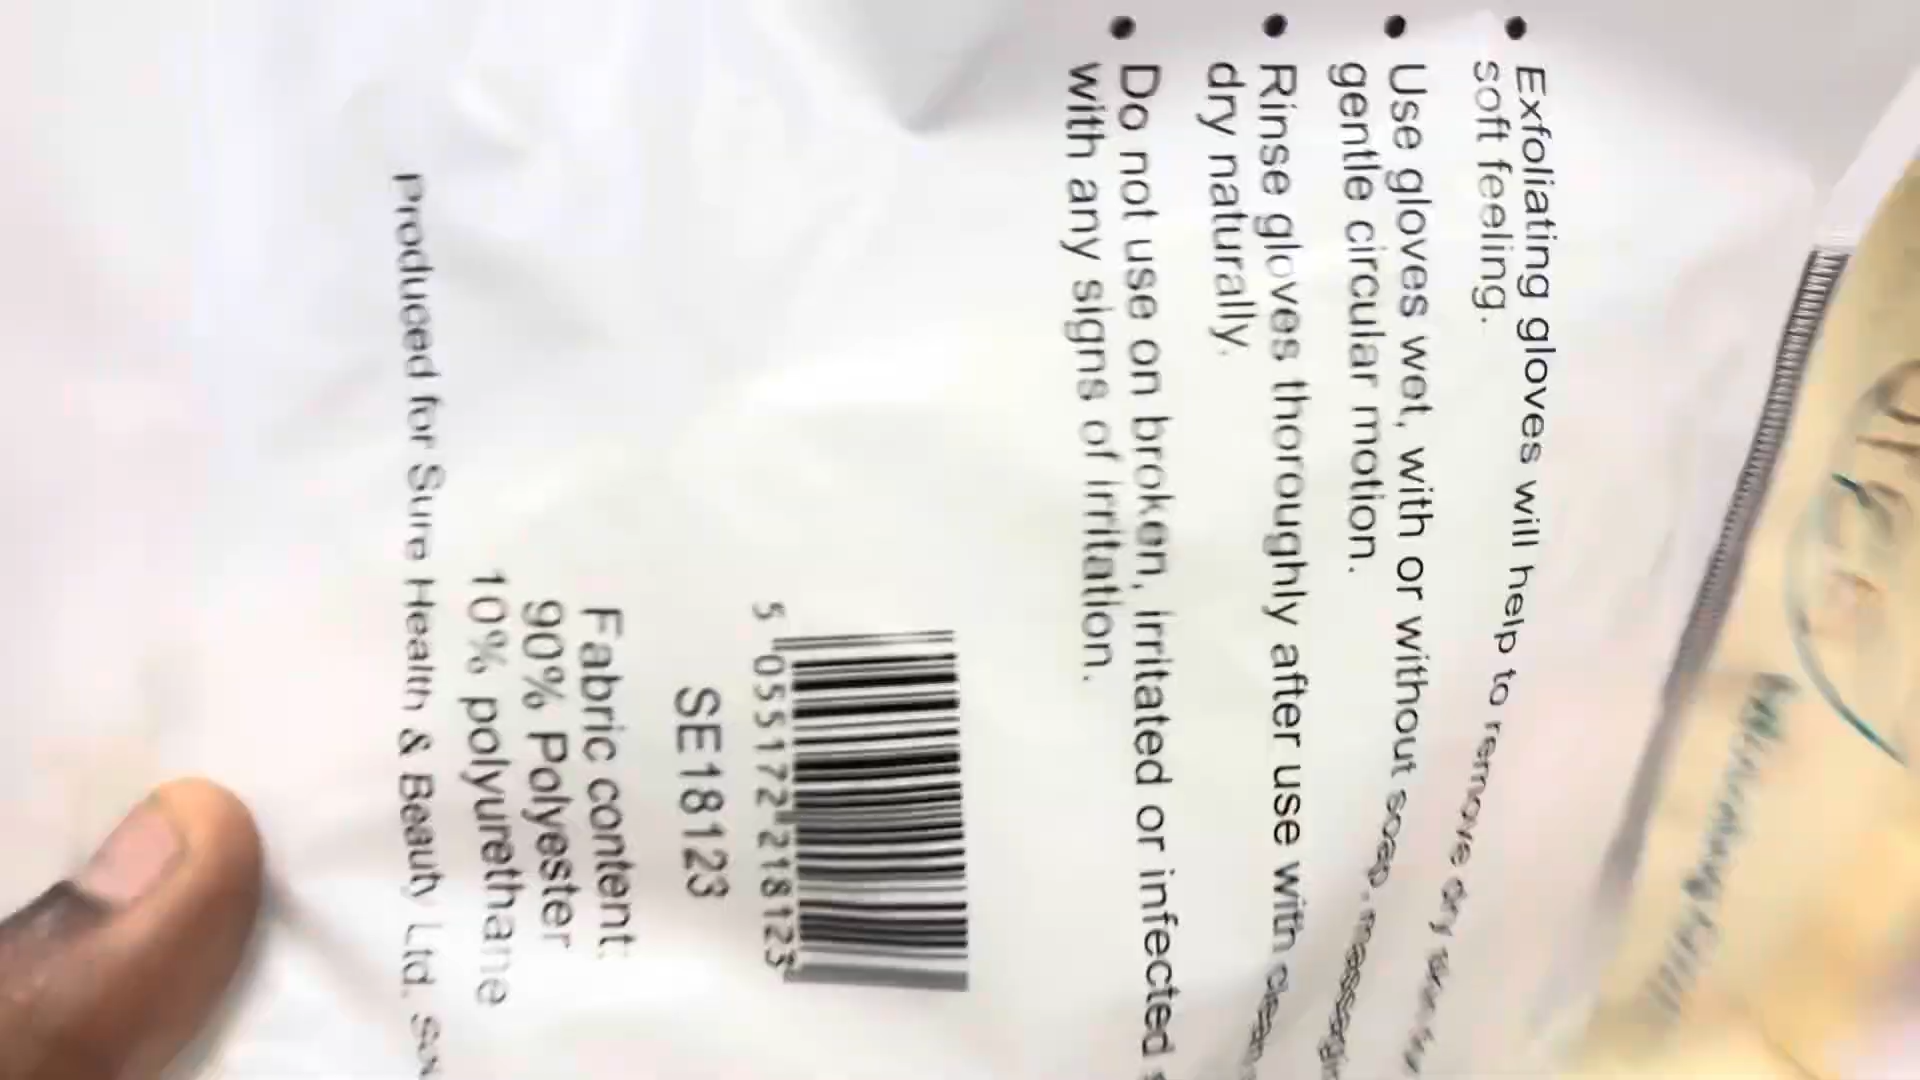 • Exfoliating gloves will help to remove dry
soft feeling.
• Use gloves wet, with or without soap,
gentle circular motion.
• Rinse gloves thoroughly after use with clean
dry naturally.
• Do not use on broken, irritated or infected
with any signs of irritation.
5 055172 218123
SE18123
Fabric content:
90% Polyester
10% polyurethane
Produced for Sure Health & Beauty Ltd.